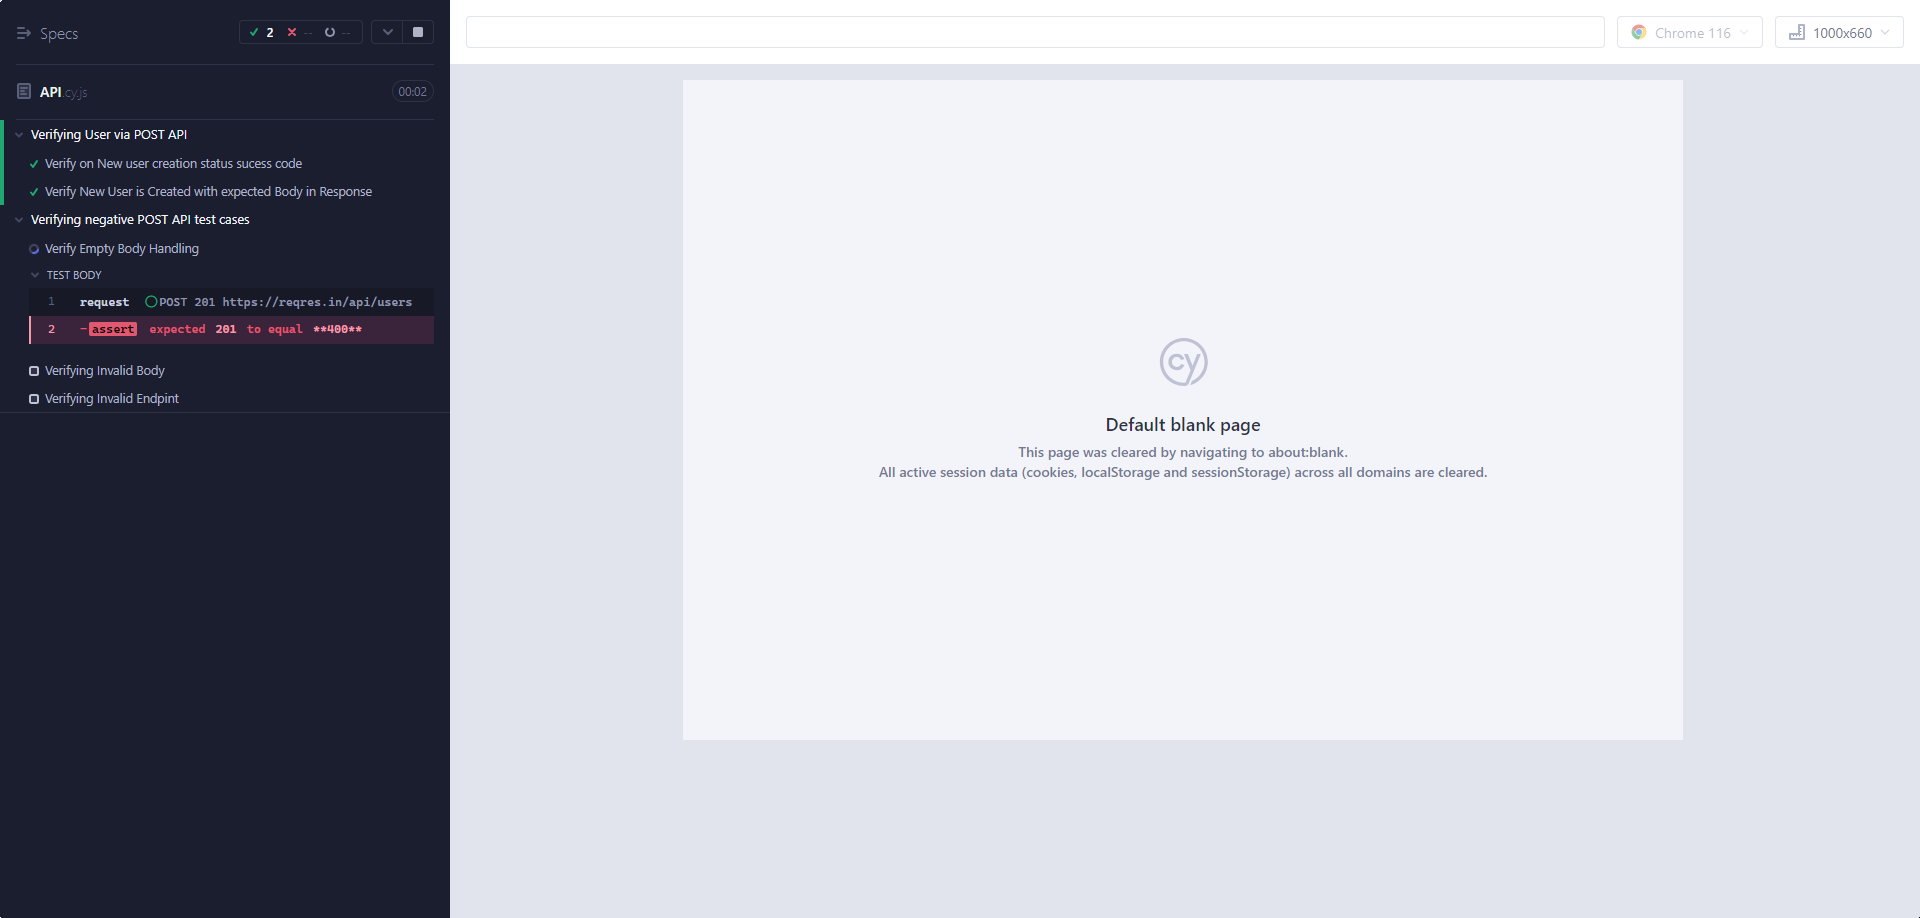 Specs
2 -- --
API.cy.js
00:02
Verifying User via POST API
Verify on New user creation status sucess code
Verify New User is Created with expected Body in Response
Verifying negative POST API test cases
Verify Empty Body Handling
TEST BODY
1 request POST 201 https://reqres.in/api/users
2 -assert expected 201 to equal **400**
Verifying Invalid Body
Verifying Invalid Endpint
Chrome 116
1000x660
cy
Default blank page
This page was cleared by navigating to about:blank.
All active session data (cookies, localStorage and sessionStorage) across all domains are cleared.